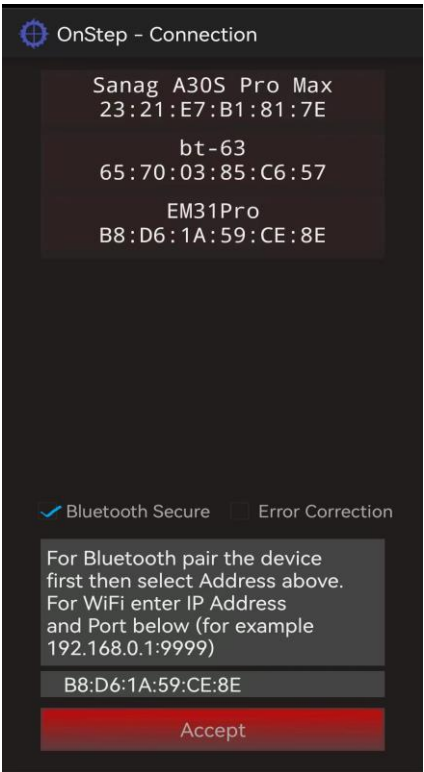 OnStep - Connection
Sanag A30S Pro Max
23:21:E7:B1:81:7E
bt-63
65:70:03:85:C6:57
EM31Pro
B8:D6:1A:59:CE:8E
Bluetooth Secure Error Correction
For Bluetooth pair the device
first then select Address above.
For WiFi enter IP Address
and Port below (for example
192.168.0.1:9999)
B8:D6:1A:59:CE:8E
Accept